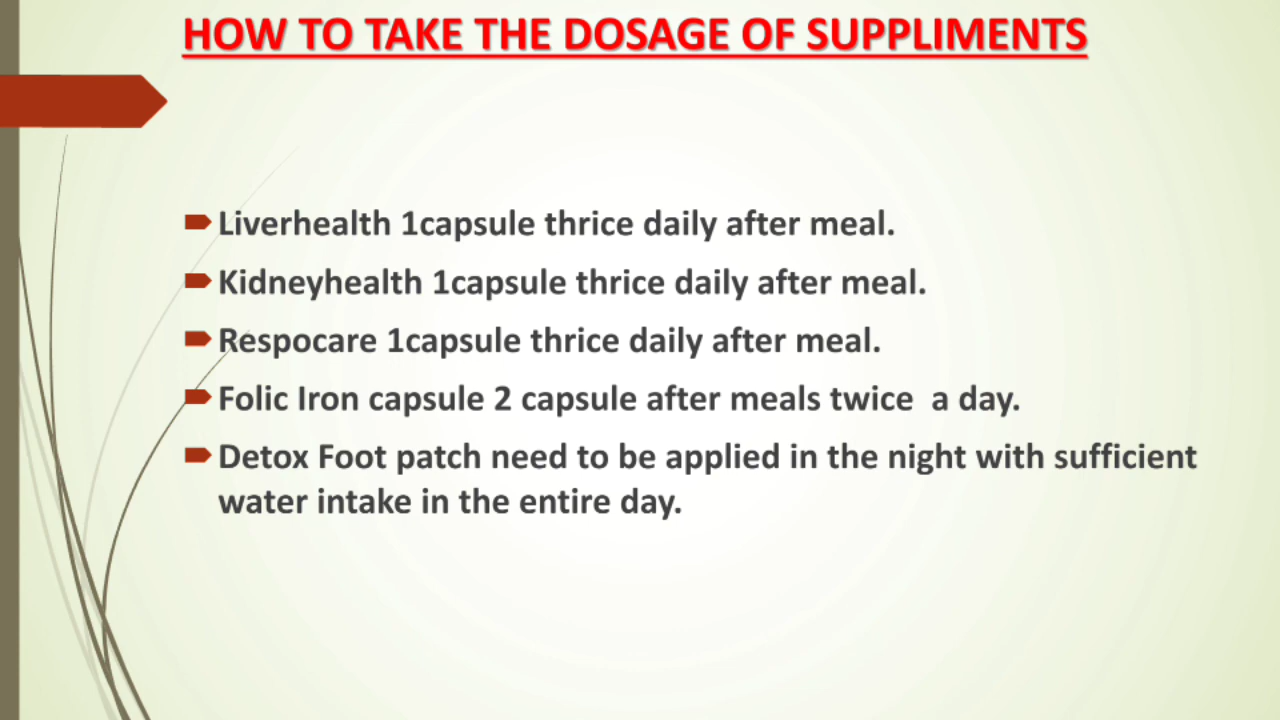 HOW TO TAKE THE DOSAGE OF SUPPLIMENTS
Liverhealth 1capsule thrice daily after meal.
Kidneyhealth 1capsule thrice daily after meal.
Respocare 1capsule thrice daily after meal.
Folic Iron capsule 2 capsule after meals twice  a day.
Detox Foot patch need to be applied in the night with sufficient
water intake in the entire day.